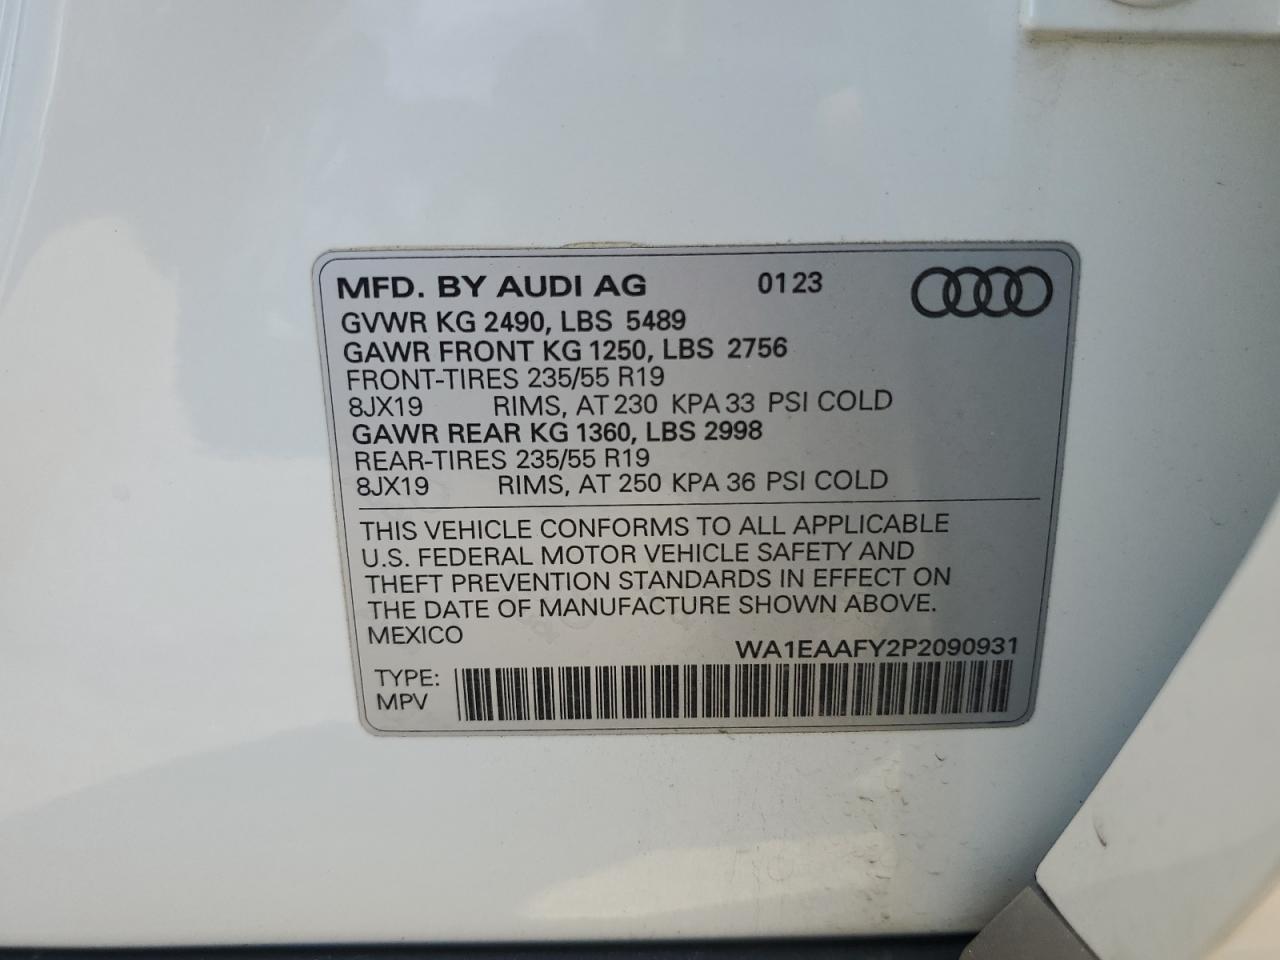 MFD. BY AUDI AG 0123
GVWR KG 2490, LBS 5489
GAWR FRONT KG 1250, LBS 2756
FRONT-TIRES 235/55 R19
8JX19 RIMS, AT 230 KPA 33 PSI COLD
GAWR REAR KG 1360, LBS 2998
REAR-TIRES 235/55 R19
8JX19 RIMS, AT 250 KPA 36 PSI COLD
THIS VEHICLE CONFORMS TO ALL APPLICABLE
U.S. FEDERAL MOTOR VEHICLE SAFETY AND
THEFT PREVENTION STANDARDS IN EFFECT ON
THE DATE OF MANUFACTURE SHOWN ABOVE.
MEXICO
WA1EAAFY2P2090931
TYPE:
MPV